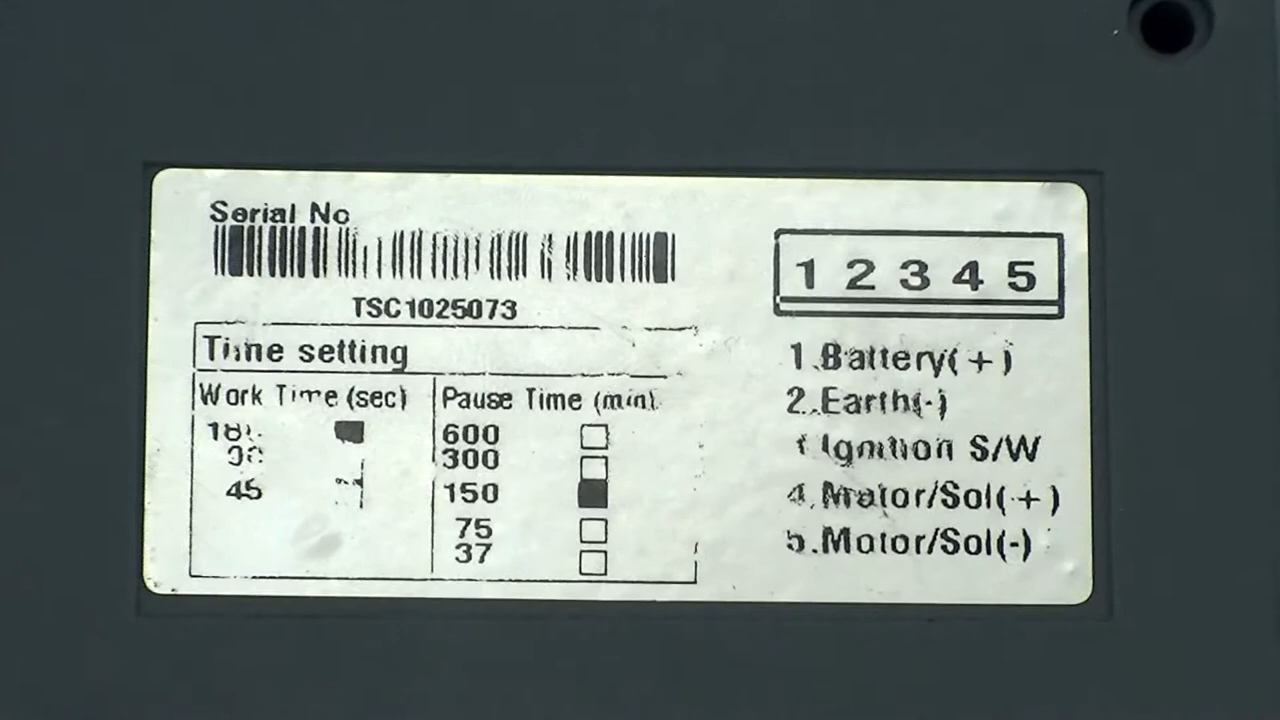 Serial No
TSC1025073
Time setting
Work Time (sec)
Pause Time (min)
600
300
45
150
75
37
1 2 3 4 5
1.Battery(+)
2.Earth(-)
Ignition S/W
4.Motor/Sol(+)
5.Motor/Sol(-)